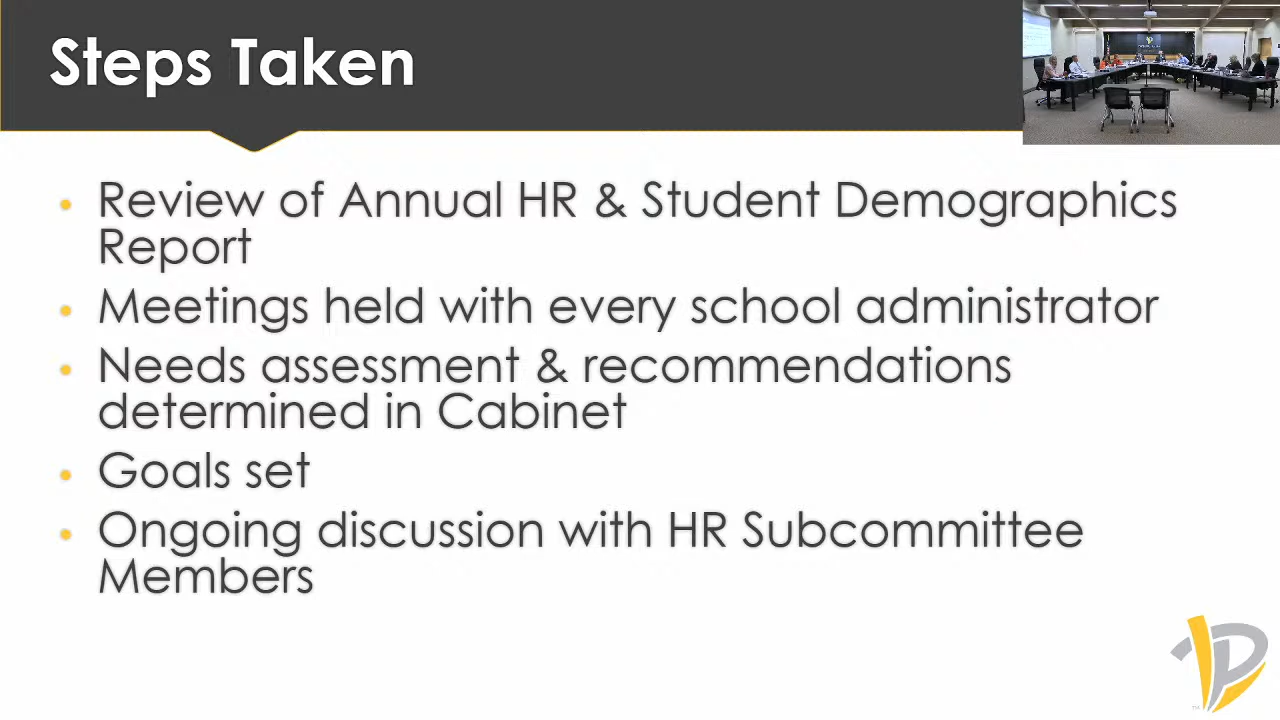 Steps Taken
• Review of Annual HR & Student Demographics
Report
• Meetings held with every school administrator
• Needs assessment & recommendations
determined in Cabinet
• Goals set
• Ongoing discussion with HR Subcommittee
Members